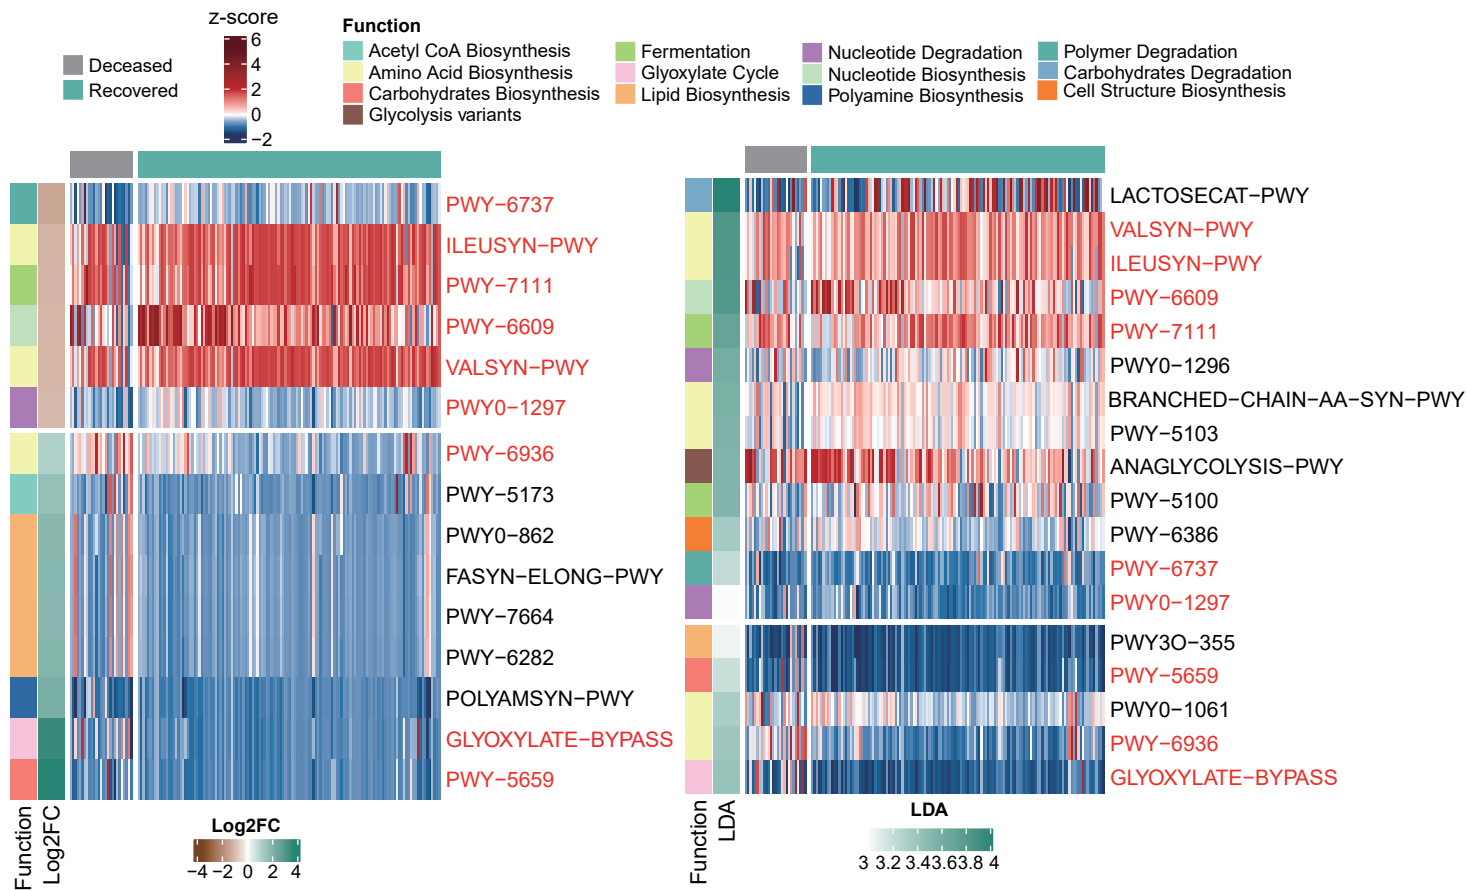 z-score
6
4
2
0
−2
Deceased
Recovered
Function
Acetyl CoA Biosynthesis
Amino Acid Biosynthesis
Carbohydrates Biosynthesis
Glycolysis variants
Fermentation
Glyoxylate Cycle
Lipid Biosynthesis
Nucleotide Degradation
Nucleotide Biosynthesis
Polyamine Biosynthesis
Polymer Degradation
Carbohydrates Degradation
Cell Structure Biosynthesis
PWY−6737
ILEUSYN−PWY
PWY−7111
PWY−6609
VALSYN−PWY
PWY0−1297
PWY−6936
PWY−5173
PWY0−862
FASYN−ELONG−PWY
PWY−7664
PWY−6282
POLYAMSYN−PWY
GLYOXYLATE−BYPASS
PWY−5659
Function
Log2FC
Log2FC
−4 −2 0 2 4
LACTOSECAT−PWY
VALSYN−PWY
ILEUSYN−PWY
PWY−6609
PWY−7111
PWY0−1296
BRANCHED−CHAIN−AA−SYN−PWY
PWY−5103
ANAGLYCOLYSIS−PWY
PWY−5100
PWY−6386
PWY−6737
PWY0−1297
PWY3O−355
PWY−5659
PWY0−1061
PWY−6936
GLYOXYLATE−BYPASS
Function
LDA
LDA
3 3.2 3.4 3.6 3.8 4